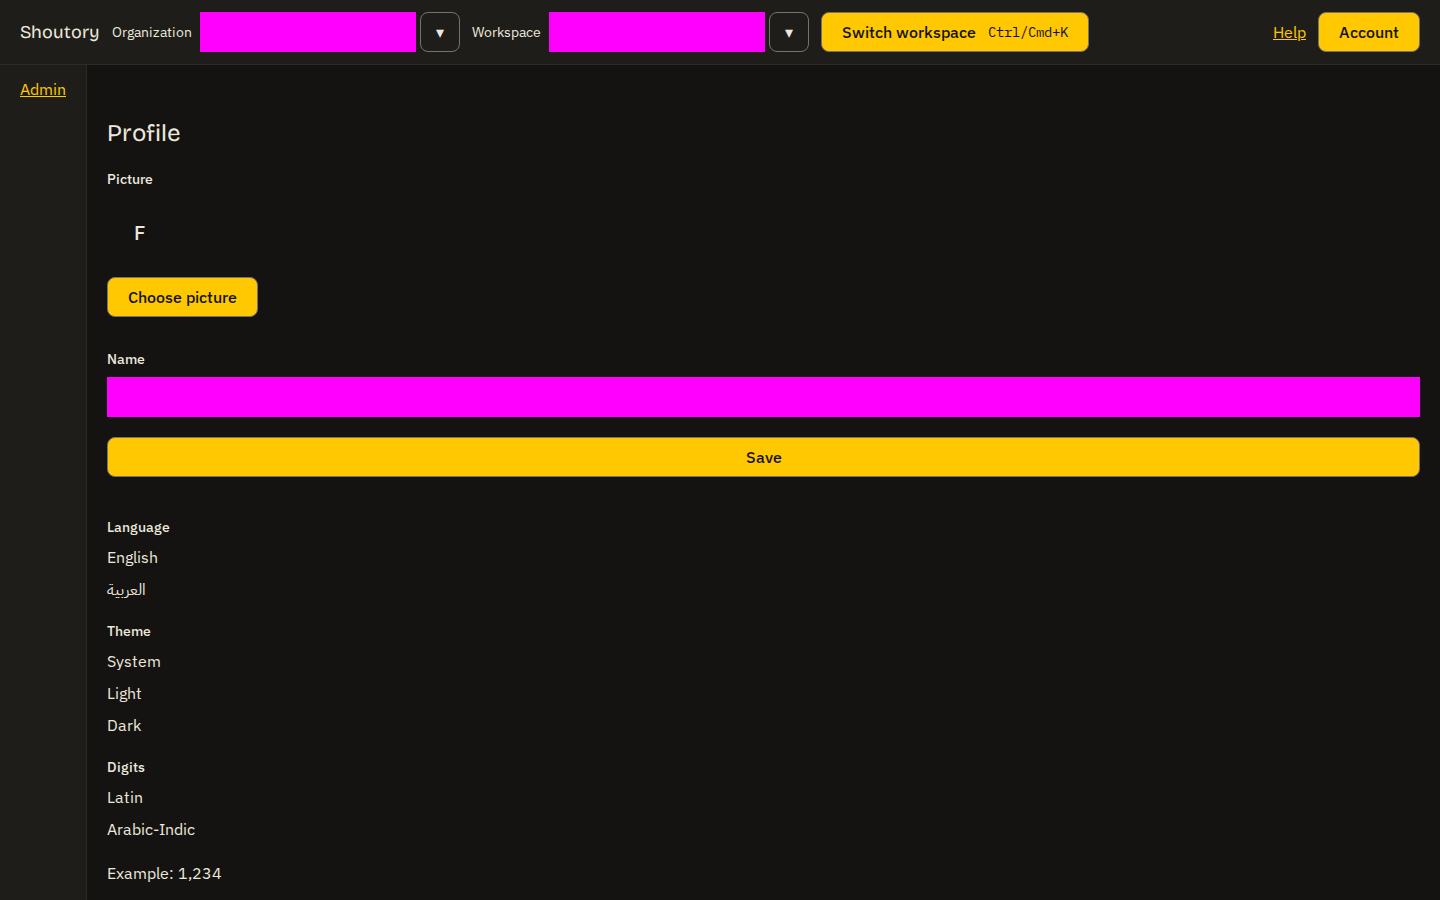 Shoutory Organization ▼ Workspace ▼ Switch workspace Ctrl/Cmd+K Help Account
Admin
Profile
Picture
F
Choose picture
Name
Save
Language
English
العربية
Theme
System
Light
Dark
Digits
Latin
Arabic-Indic
Example: 1,234